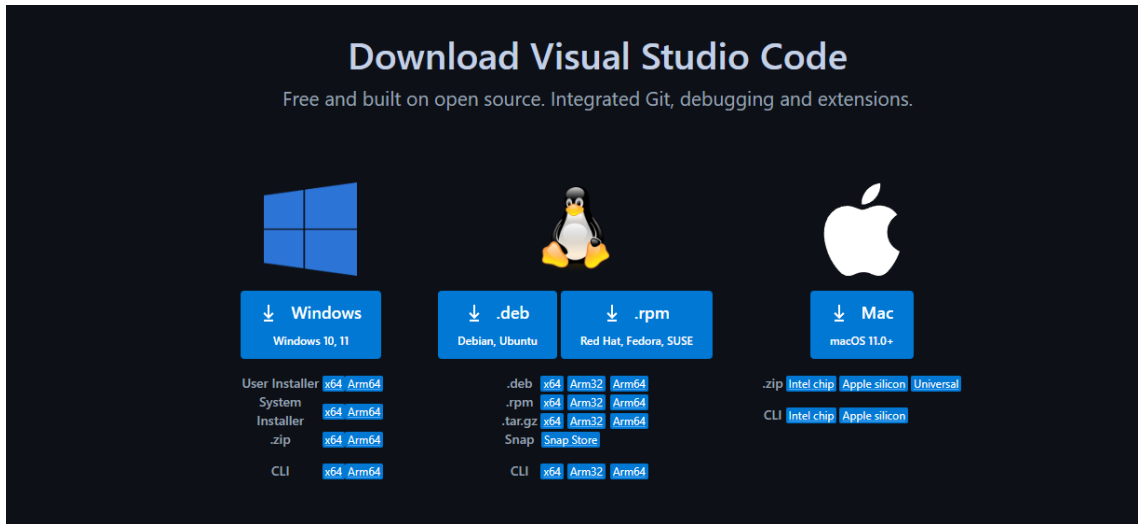 Download Visual Studio Code
Free and built on open source. Integrated Git, debugging and extensions.
Windows
Windows 10, 11
User Installer x64 Arm64
System
Installer x64 Arm64
.zip x64 Arm64
CLI x64 Arm64
.deb
Debian, Ubuntu
.rpm
Red Hat, Fedora, SUSE
.deb x64 Arm32 Arm64
.rpm x64 Arm32 Arm64
.tar.gz x64 Arm32 Arm64
Snap Snap Store
CLI x64 Arm32 Arm64
Mac
macOS 11.0+
.zip Intel chip Apple silicon Universal
CLI Intel chip Apple silicon